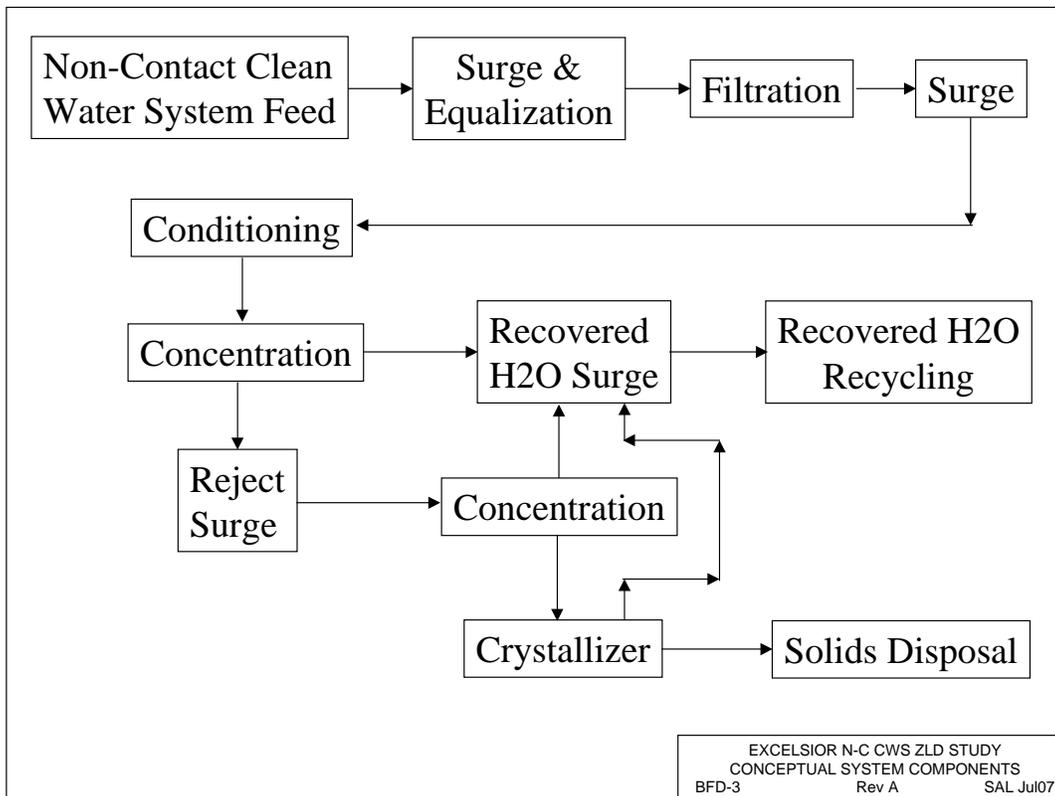 Non-Contact Clean
Water System Feed
Surge &
Equalization
Filtration
Surge
Conditioning
Concentration
Recovered
H2O Surge
Recovered H2O
Recycling
Reject
Surge
Concentration
Crystallizer
Solids Disposal
EXCELSIOR N-C CWS ZLD STUDY
CONCEPTUAL SYSTEM COMPONENTS
BFD-3 Rev A SAL Jul07